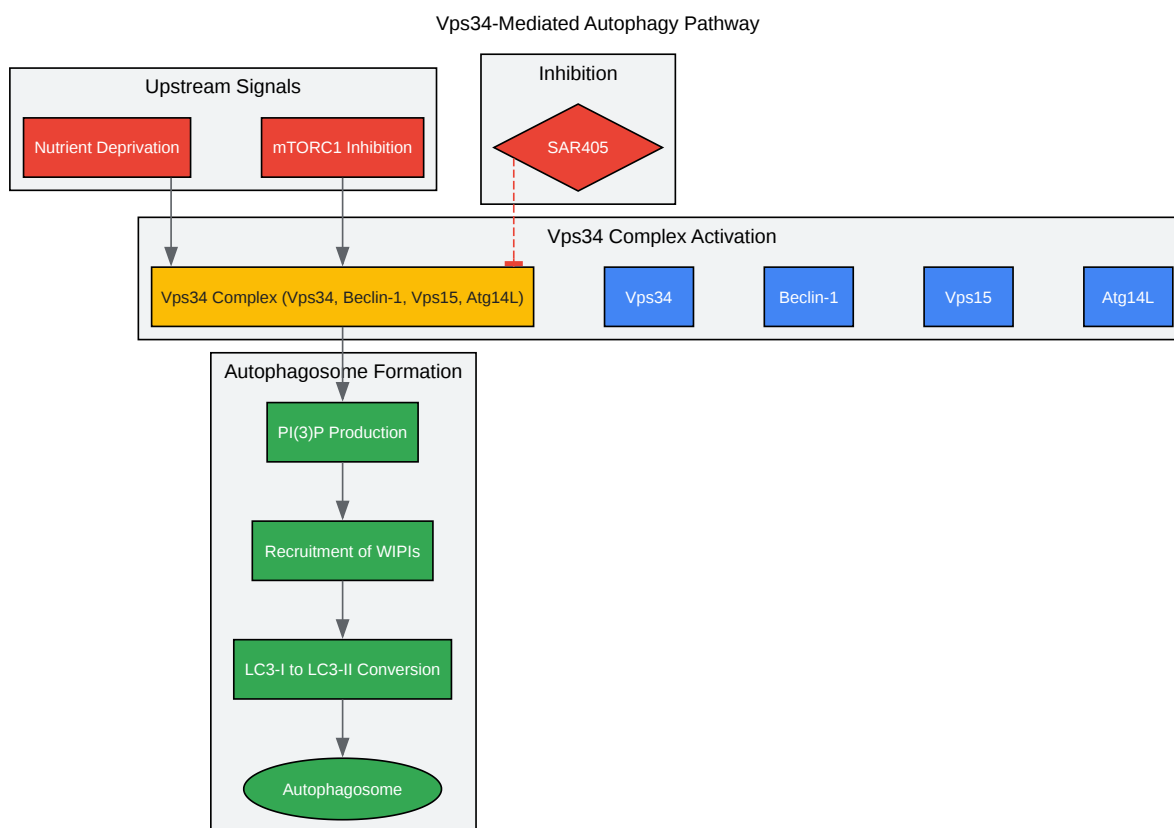 Vps34-Mediated Autophagy Pathway
Upstream Signals
Inhibition
Nutrient Deprivation
mTORC1 Inhibition
SAR405
Vps34 Complex Activation
Vps34 Complex (Vps34, Beclin-1, Vps15, Atg14L)
Vps34
Beclin-1
Vps15
Atg14L
Autophagosome Formation
PI(3)P Production
Recruitment of WIPIs
LC3-I to LC3-II Conversion
Autophagosome